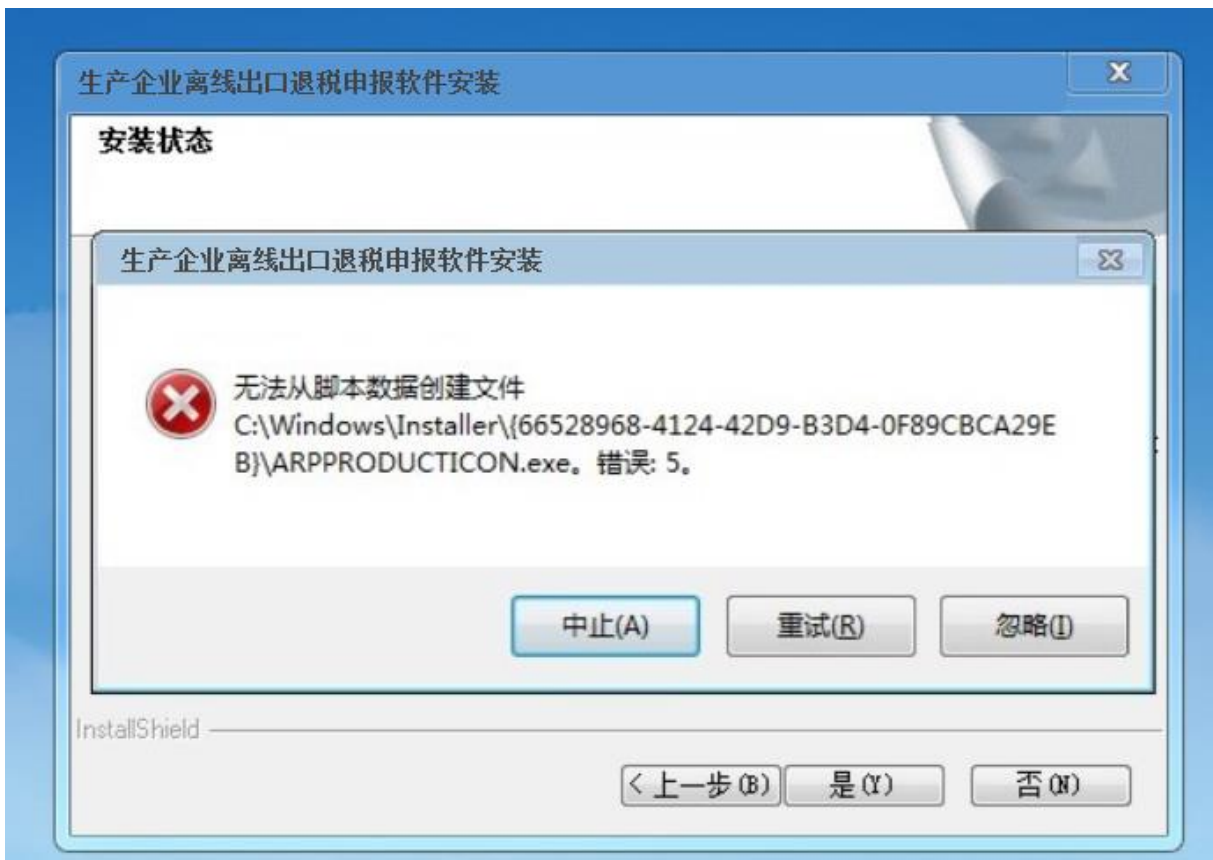 生产企业离线出口退税申报软件安装
安装状态
生产企业离线出口退税申报软件安装
无法从脚本数据创建文件
C:\Windows\Installer\{66528968-4124-42D9-B3D4-0F89CBCA29E
B}\ARPPRODUCTICON.exe。错误: 5。
中止(A) 重试(R) 忽略(I)
InstallShield
< 上一步(B) 是(Y) 否(N)